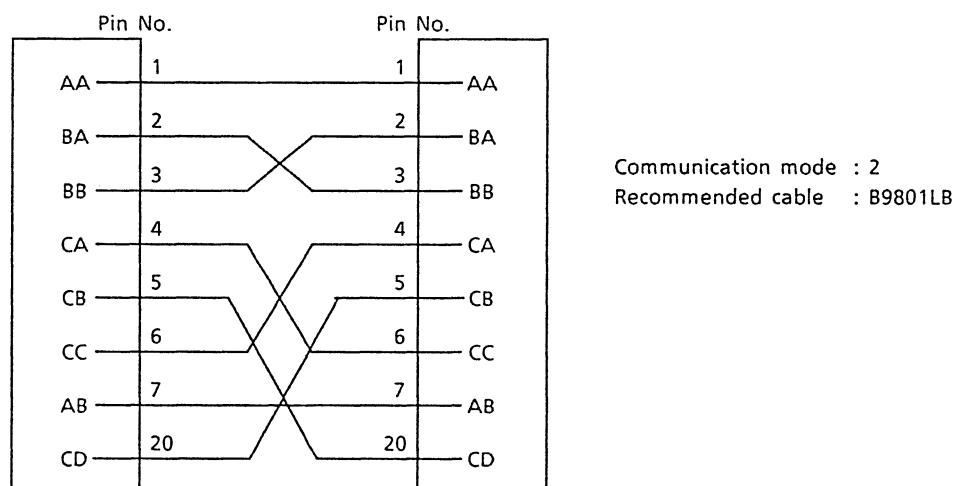 Pin No. Pin No.
AA 1 1 AA
BA 2 2 BA
BB 3 3 BB
CA 4 4 CA
CB 5 5 CB
CC 6 6 CC
AB 7 7 AB
CD 20 20 CD
Communication mode : 2
Recommended cable : B9801LB